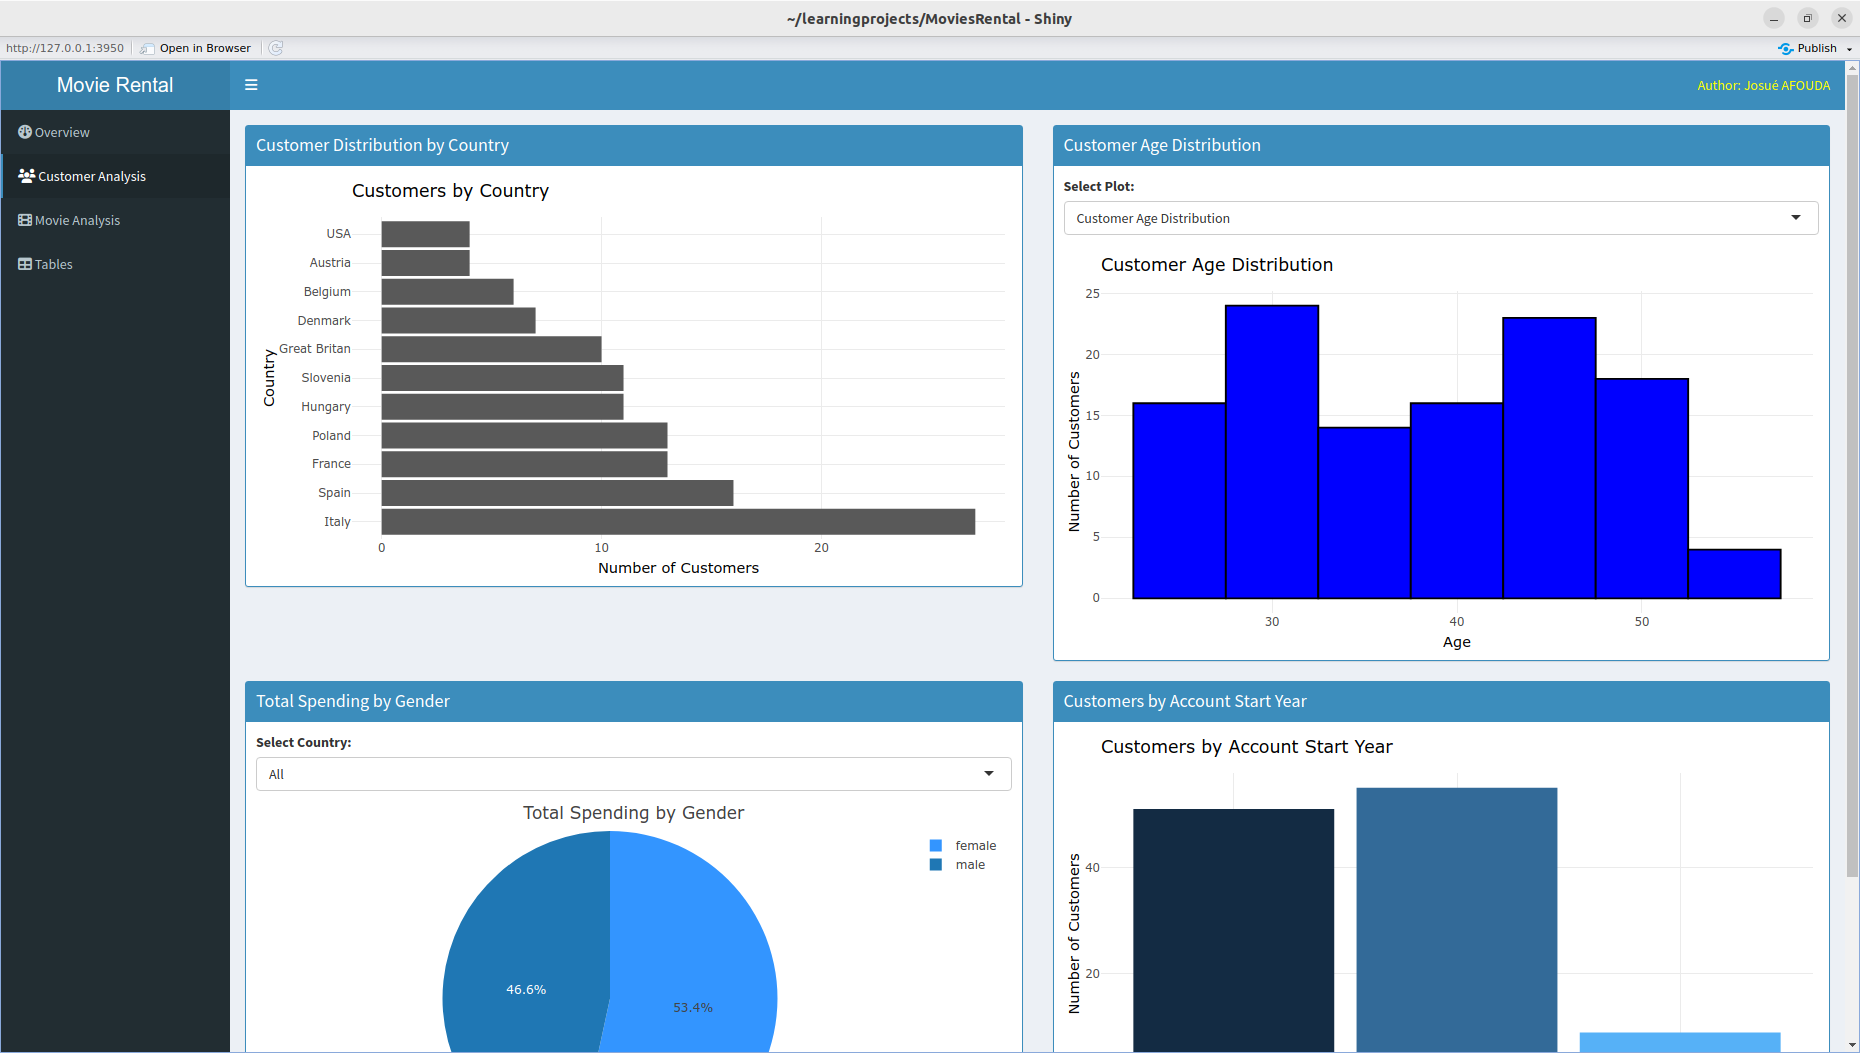 ~/learningprojects/MoviesRental - Shiny
http://127.0.0.1:3950 Open in Browser Publish
Movie Rental
Author: Josué AFOUDA
Overview
Customer Analysis
Movie Analysis
Tables
Customer Distribution by Country
Customers by Country
Country
USA
Austria
Belgium
Denmark
Great Britan
Slovenia
Hungary
Poland
France
Spain
Italy
0 10 20
Number of Customers
Customer Age Distribution
Select Plot:
Customer Age Distribution
Customer Age Distribution
Number of Customers
25
20
15
10
5
0
30 40 50
Age
Total Spending by Gender
Select Country:
All
Total Spending by Gender
female
male
46.6%
53.4%
Customers by Account Start Year
Customers by Account Start Year
Number of Customers
40
20